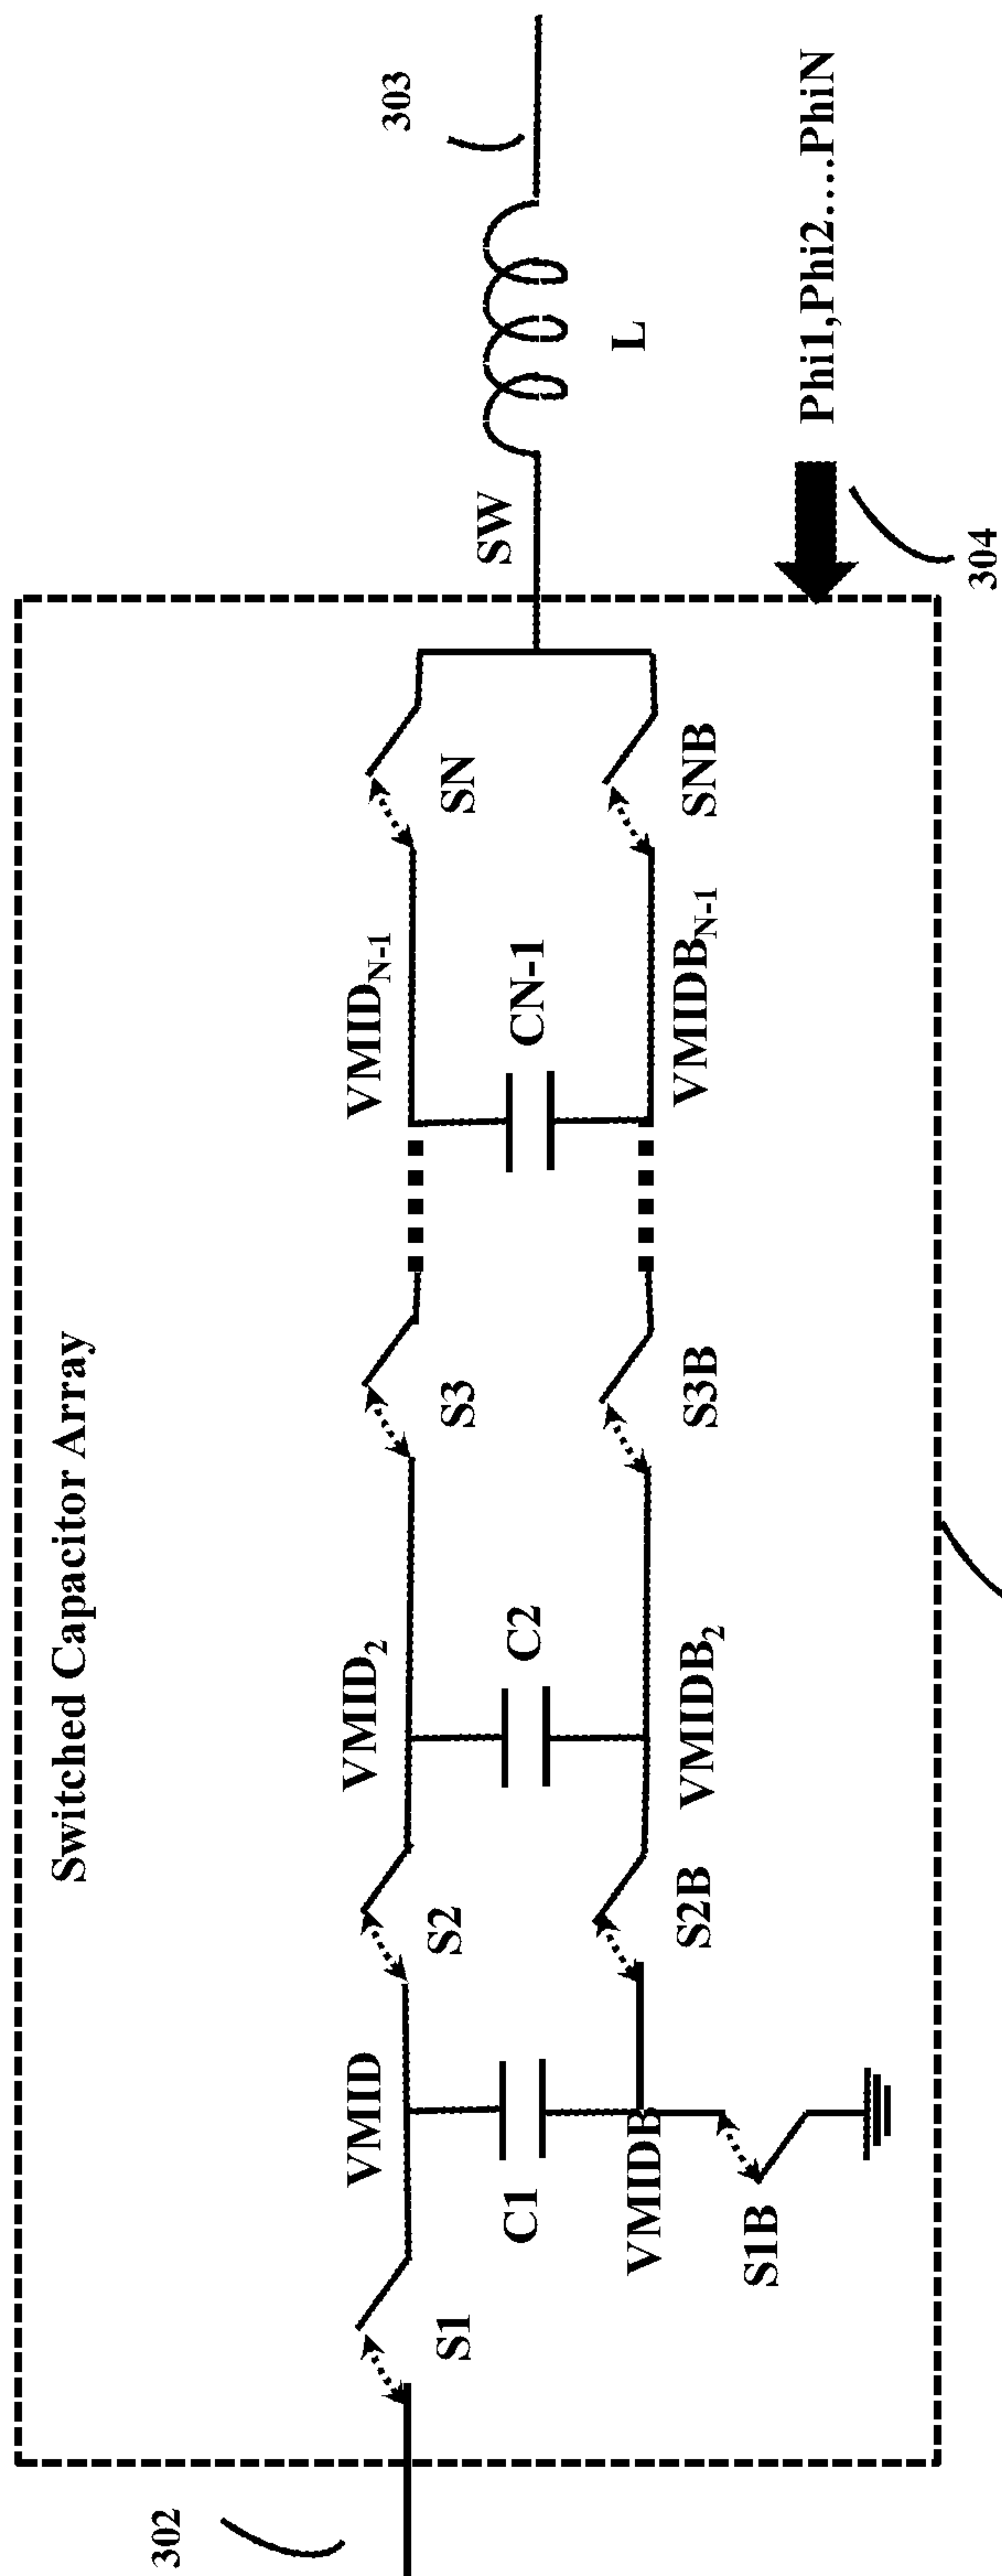 Switched Capacitor Array
302
303
304
S1
VMID
S2
VMID2
S3
VMIDN-1
SN
SW
L
C1
C2
CN-1
VMIDB
S1B
S2B
VMIDB2
S3B
VMIDBN-1
SNB
Phi1,Phi2....PhiN